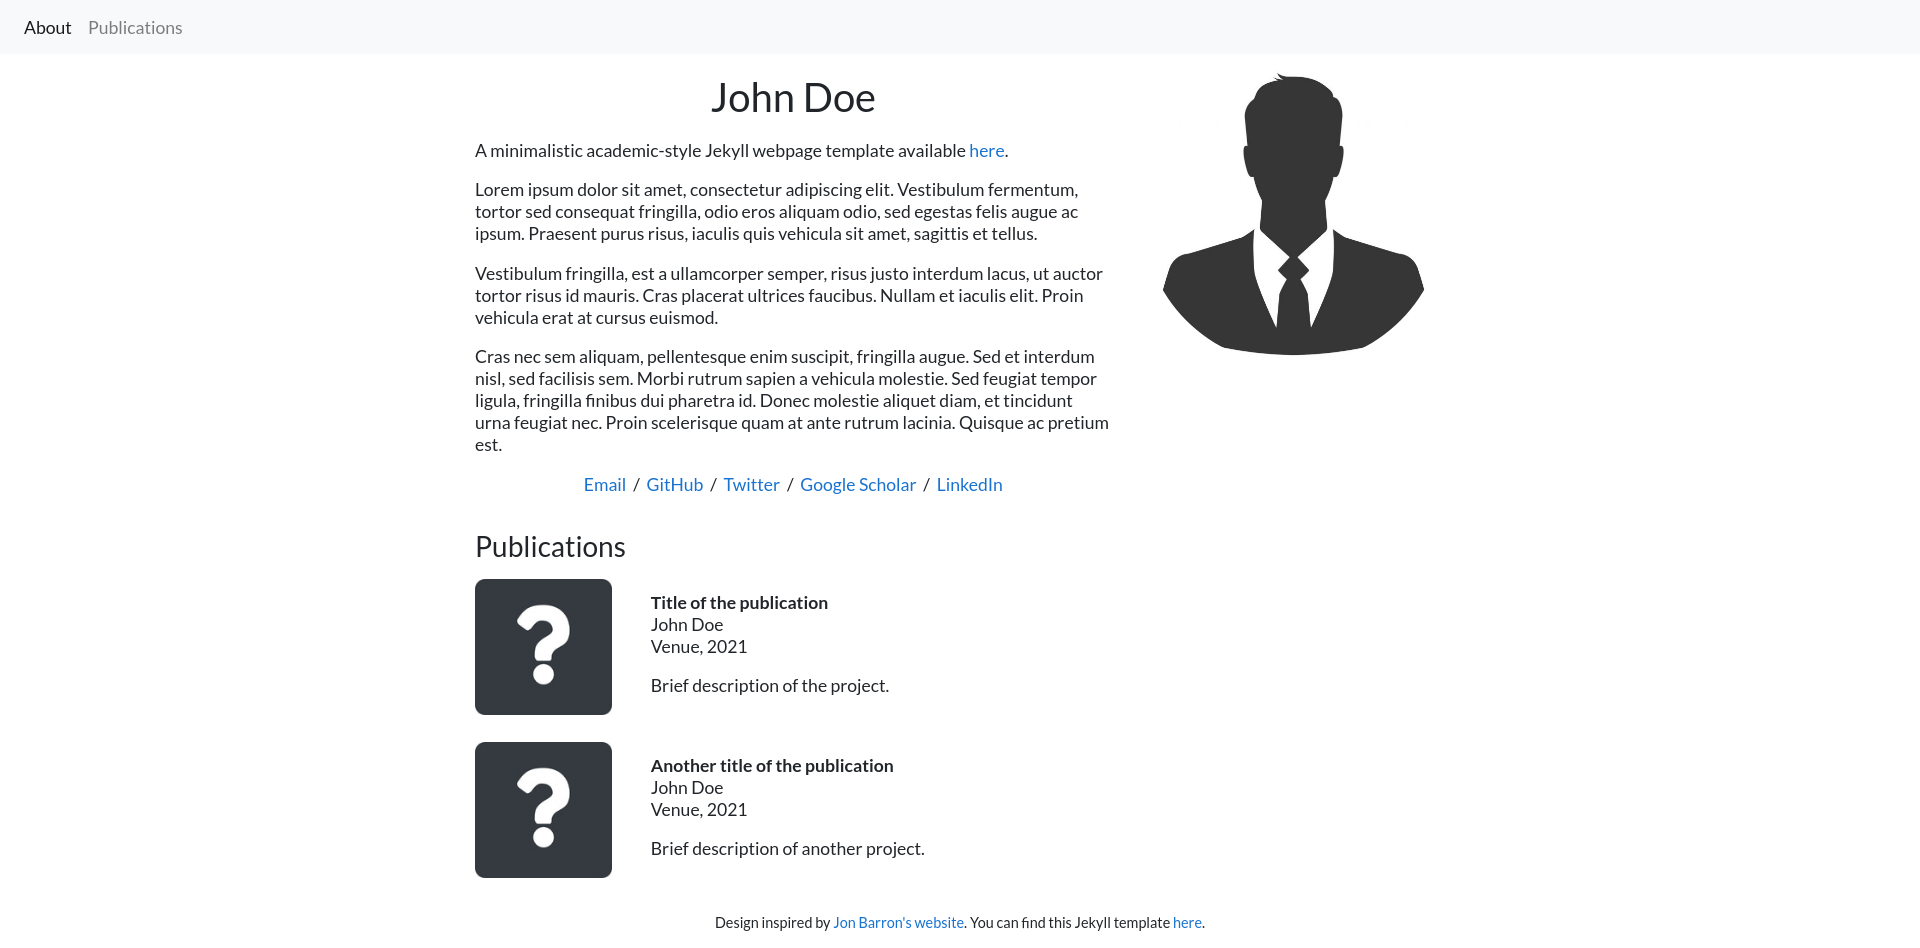 About Publications
John Doe
A minimalistic academic-style Jekyll webpage template available here.
Lorem ipsum dolor sit amet, consectetur adipiscing elit. Vestibulum fermentum,
tortor sed consequat fringilla, odio eros aliquam odio, sed egestas felis augue ac
ipsum. Praesent purus risus, iaculis quis vehicula sit amet, sagittis et tellus.
Vestibulum fringilla, est a ullamcorper semper, risus justo interdum lacus, ut auctor
tortor risus id mauris. Cras placerat ultrices faucibus. Nullam et iaculis elit. Proin
vehicula erat at cursus euismod.
Cras nec sem aliquam, pellentesque enim suscipit, fringilla augue. Sed et interdum
nisl, sed facilisis sem. Morbi rutrum sapien a vehicula molestie. Sed feugiat tempor
ligula, fringilla finibus dui pharetra id. Donec molestie aliquet diam, et tincidunt
urna feugiat nec. Proin scelerisque quam at ante rutrum lacinia. Quisque ac pretium
est.
Email / GitHub / Twitter / Google Scholar / LinkedIn
Publications
?
Title of the publication
John Doe
Venue, 2021
Brief description of the project.
?
Another title of the publication
John Doe
Venue, 2021
Brief description of another project.
Design inspired by Jon Barron's website. You can find this Jekyll template here.